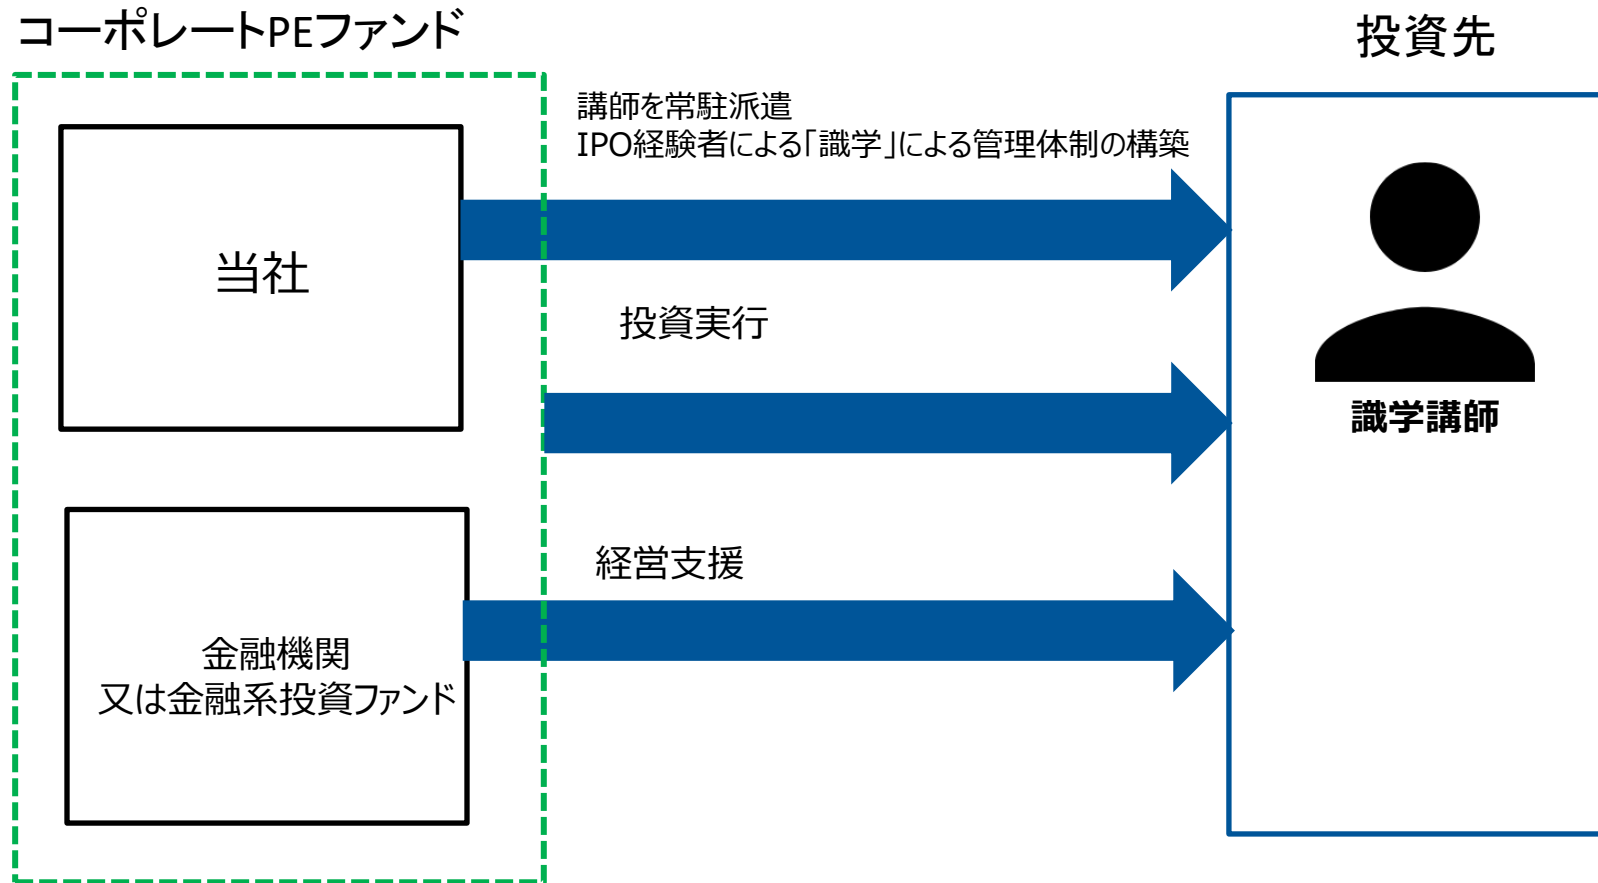 コーポレートPEファンド
投資先
講師を常駐派遣
IPO経験者による「識学」による管理体制の構築
当社
投資実行
識学講師
経営支援
金融機関
又は金融系投資ファンド